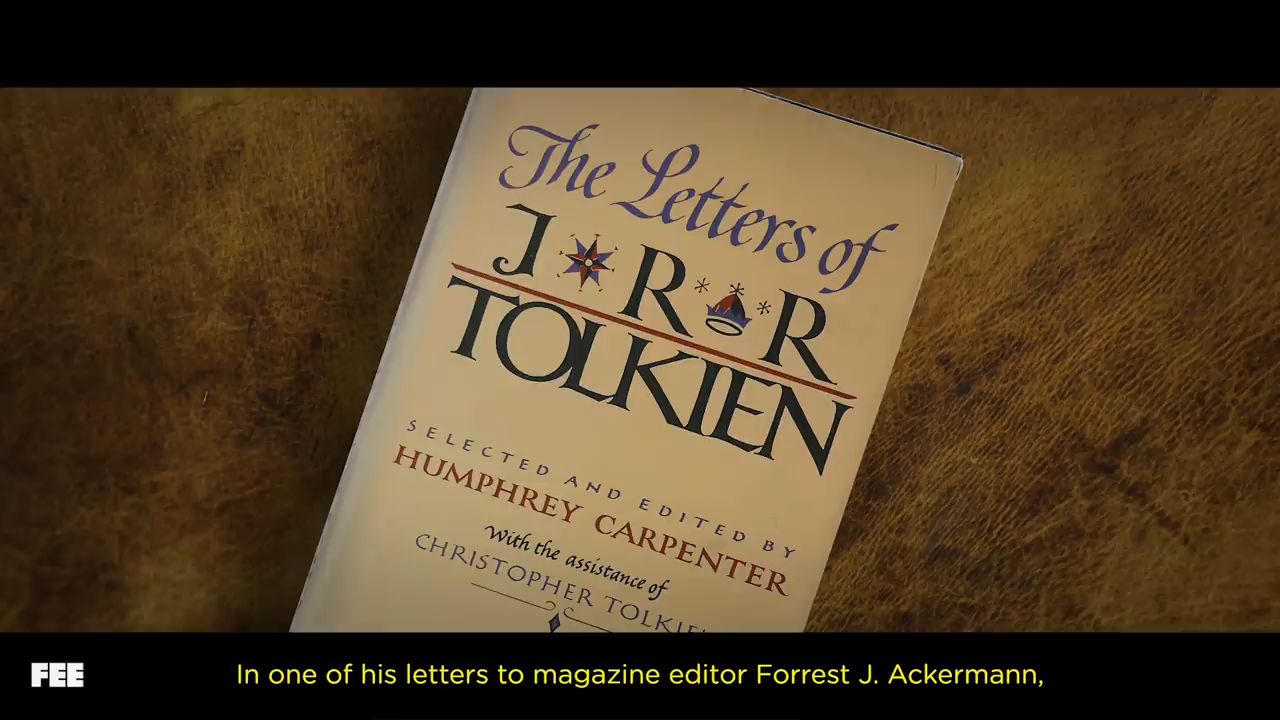 The Letters of
J R R
TOLKIEN
SELECTED AND EDITED BY
HUMPHREY CARPENTER
With the assistance of
CHRISTOPHER TOLKIE
FEE
In one of his letters to magazine editor Forrest J. Ackermann,